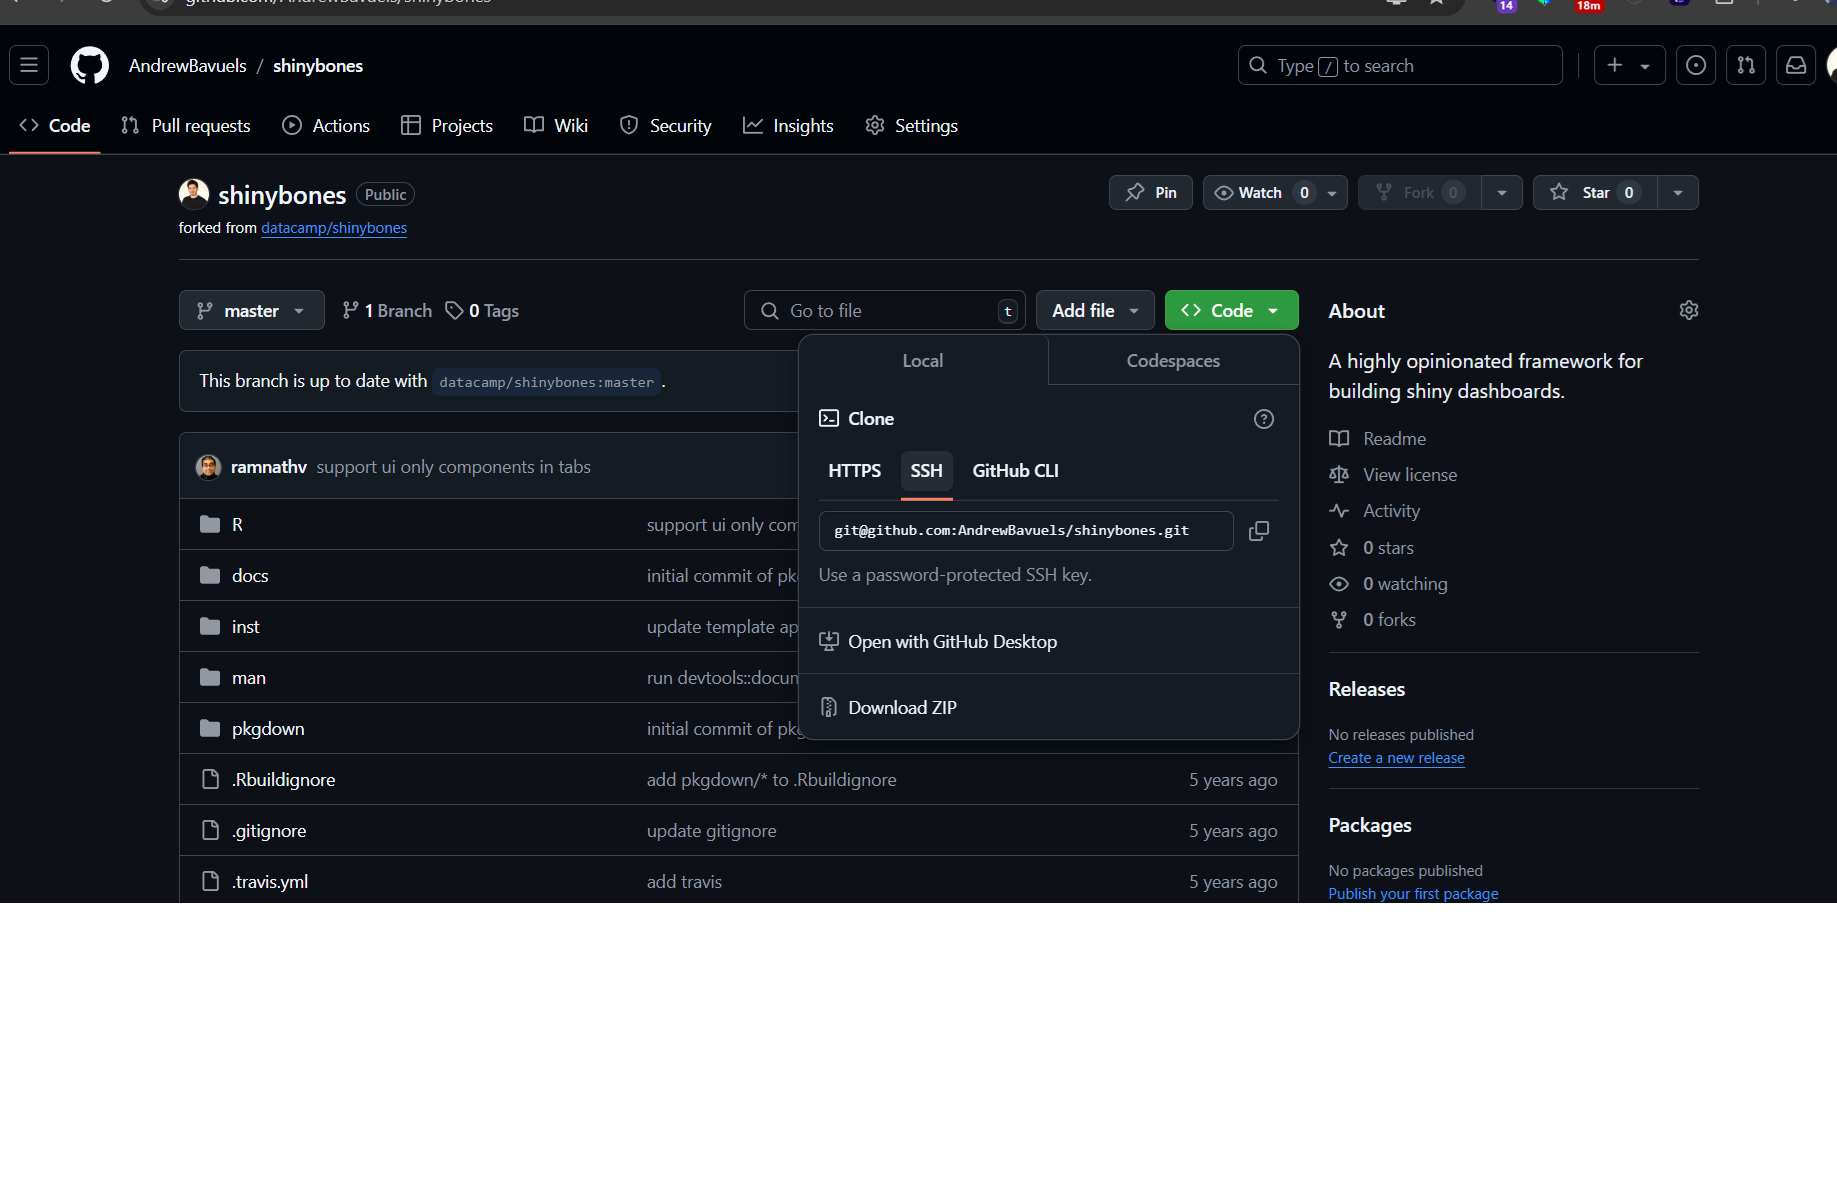 14
18m
AndrewBavuels / shinybones
Type / to search
Code
Pull requests
Actions
Projects
Wiki
Security
Insights
Settings
shinybones Public
forked from datacamp/shinybones
Pin
Watch 0
Fork 0
Star 0
master
1 Branch
0 Tags
Go to file t
Add file
Code
This branch is up to date with datacamp/shinybones:master .
ramnathv support ui only components in tabs
R support ui only com
docs initial commit of pk
inst update template ap
man run devtools::docum
pkgdown initial commit of pkg
.Rbuildignore add pkgdown/* to .Rbuildignore 5 years ago
.gitignore update gitignore 5 years ago
.travis.yml add travis 5 years ago
Local Codespaces
Clone
HTTPS SSH GitHub CLI
git@github.com:AndrewBavuels/shinybones.git
Use a password-protected SSH key.
Open with GitHub Desktop
Download ZIP
About
A highly opinionated framework for
building shiny dashboards.
Readme
View license
Activity
0 stars
0 watching
0 forks
Releases
No releases published
Create a new release
Packages
No packages published
Publish your first package